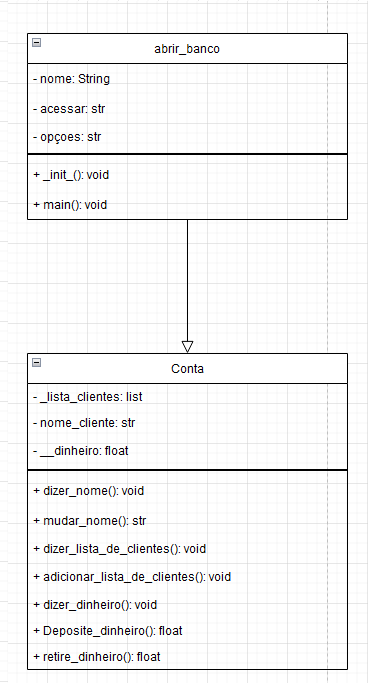 abrir_banco
- nome: String
- acessar: str
- opçoes: str
+ _init_(): void
+ main(): void
Conta
- _lista_clientes: list
- nome_cliente: str
- __dinheiro: float
+ dizer_nome(): void
+ mudar_nome(): str
+ dizer_lista_de_clientes(): void
+ adicionar_lista_de_clientes(): void
+ dizer_dinheiro(): void
+ Deposite_dinheiro(): float
+ retire_dinheiro(): float